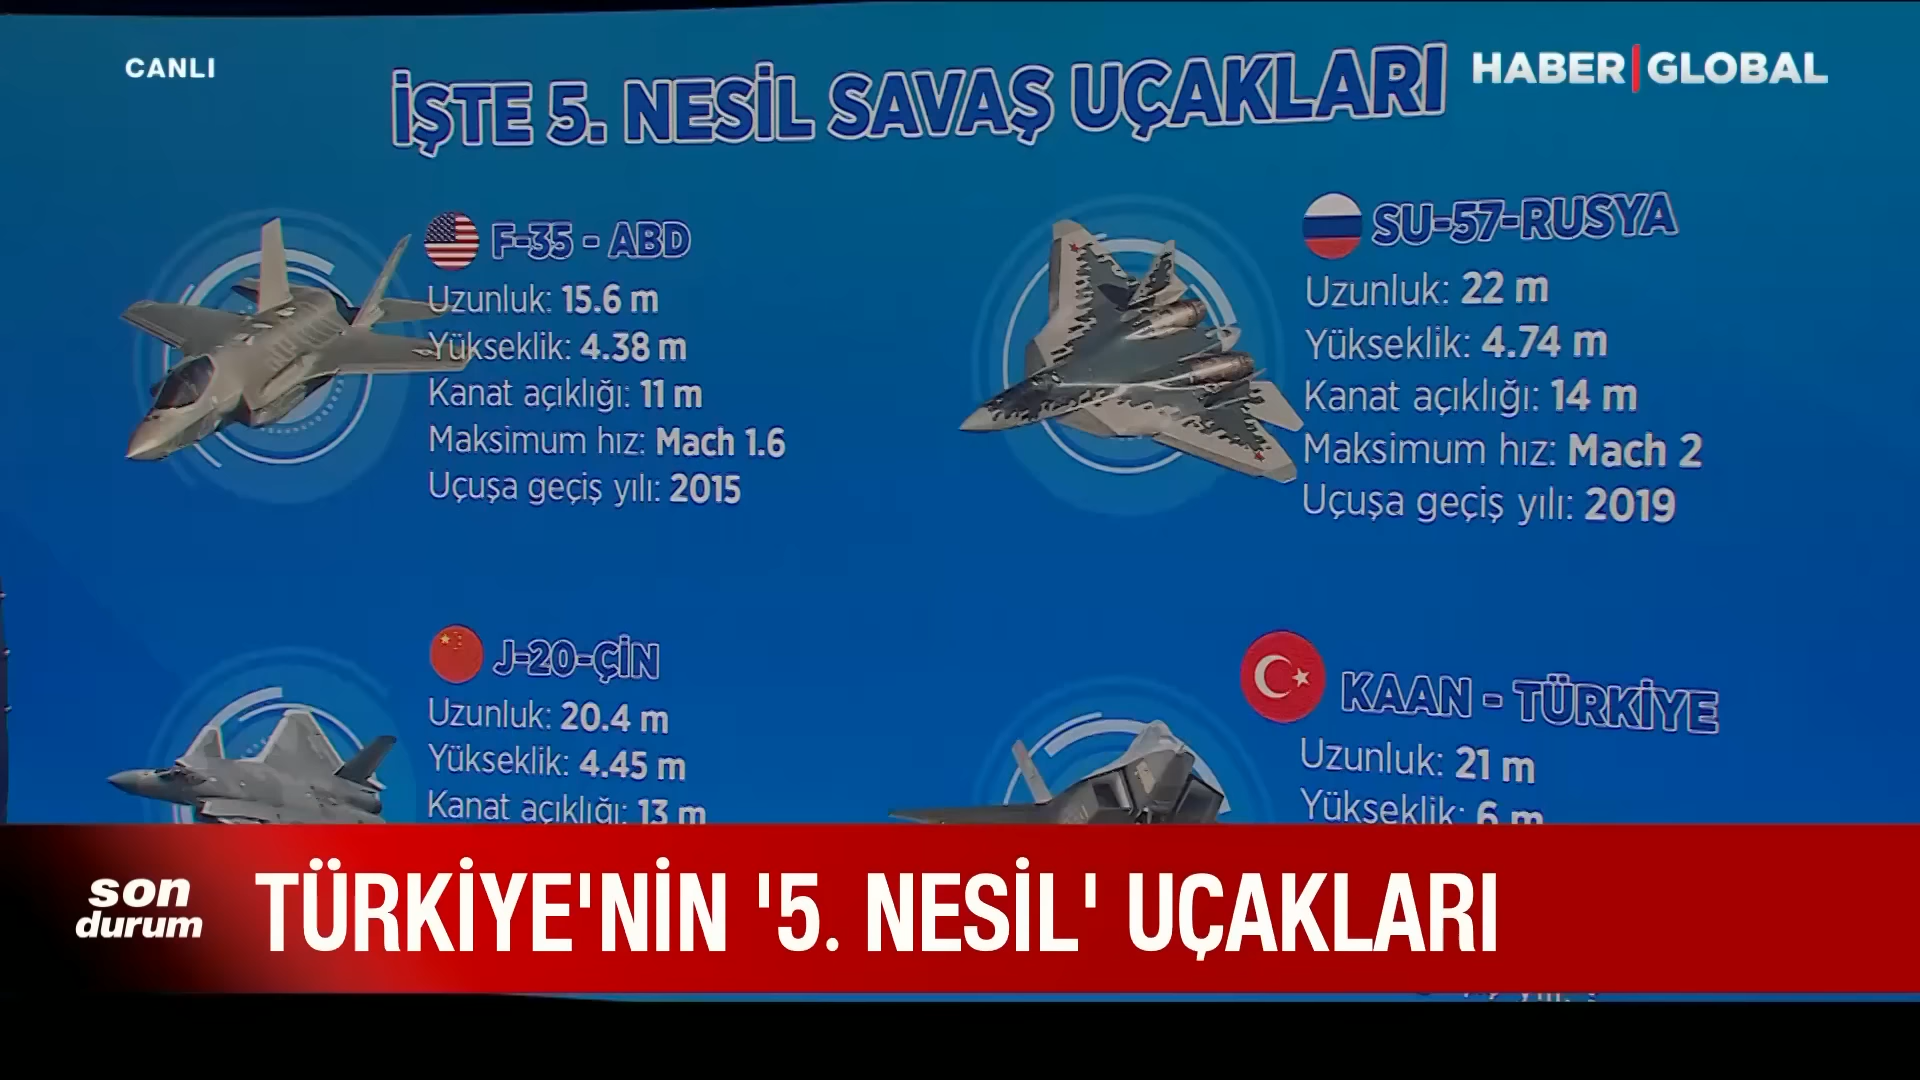 CANLI
HABER GLOBAL
İŞTE 5. NESİL SAVAŞ UÇAKLARI
F-35 - ABD
Uzunluk: 15.6 m
Yükseklik: 4.38 m
Kanat açıklığı: 11 m
Maksimum hız: Mach 1.6
Uçuşa geçiş yılı: 2015
SU-57-RUSYA
Uzunluk: 22 m
Yükseklik: 4.74 m
Kanat açıklığı: 14 m
Maksimum hız: Mach 2
Uçuşa geçiş yılı: 2019
J-20-ÇİN
Uzunluk: 20.4 m
Yükseklik: 4.45 m
Kanat açıklığı: 13 m
KAAN - TÜRKİYE
Uzunluk: 21 m
Yükseklik: 6 m
son durum
TÜRKİYE'NİN '5. NESİL' UÇAKLARI